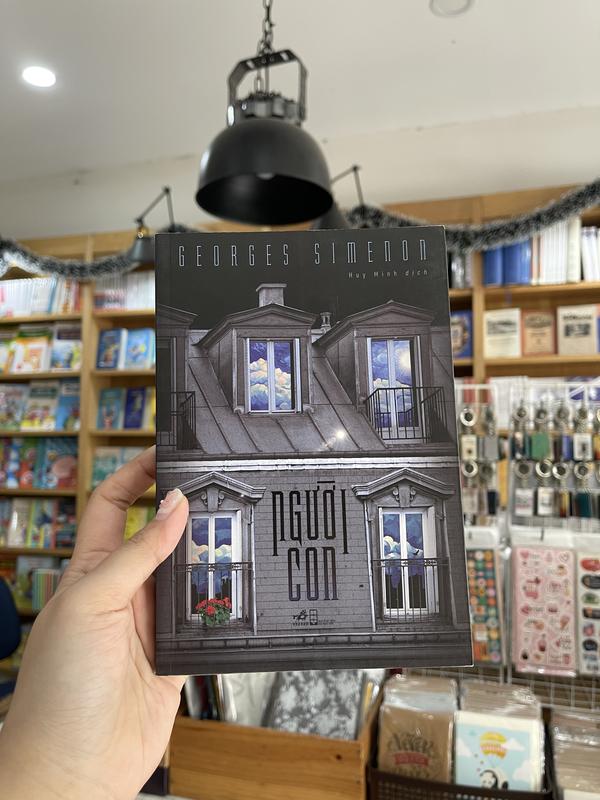 GEORGES SIMENON
Huy Minh dịch
NGƯỜI
CON